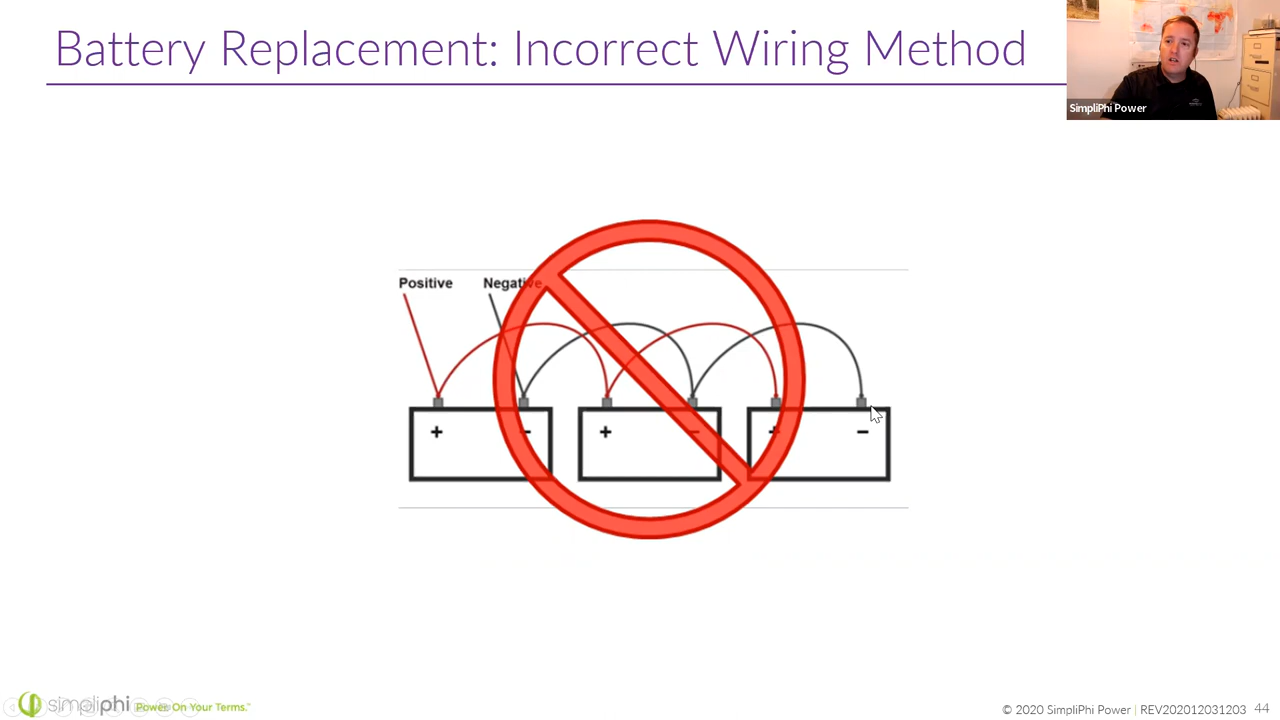 Battery Replacement: Incorrect Wiring Method
SimpliPhi Power
Positive Negative
+ − + − + −
simpliphi Power On Your Terms.™
© 2020 SimpliPhi Power | REV202012031203 44